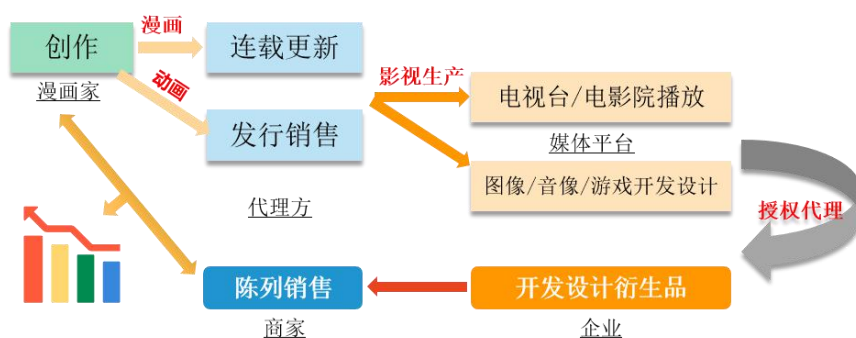 创作
漫画
连载更新
漫画家
动画
发行销售
影视生产
电视台/电影院播放
媒体平台
图像/音像/游戏开发设计
代理方
授权代理
陈列销售
开发设计衍生品
商家
企业